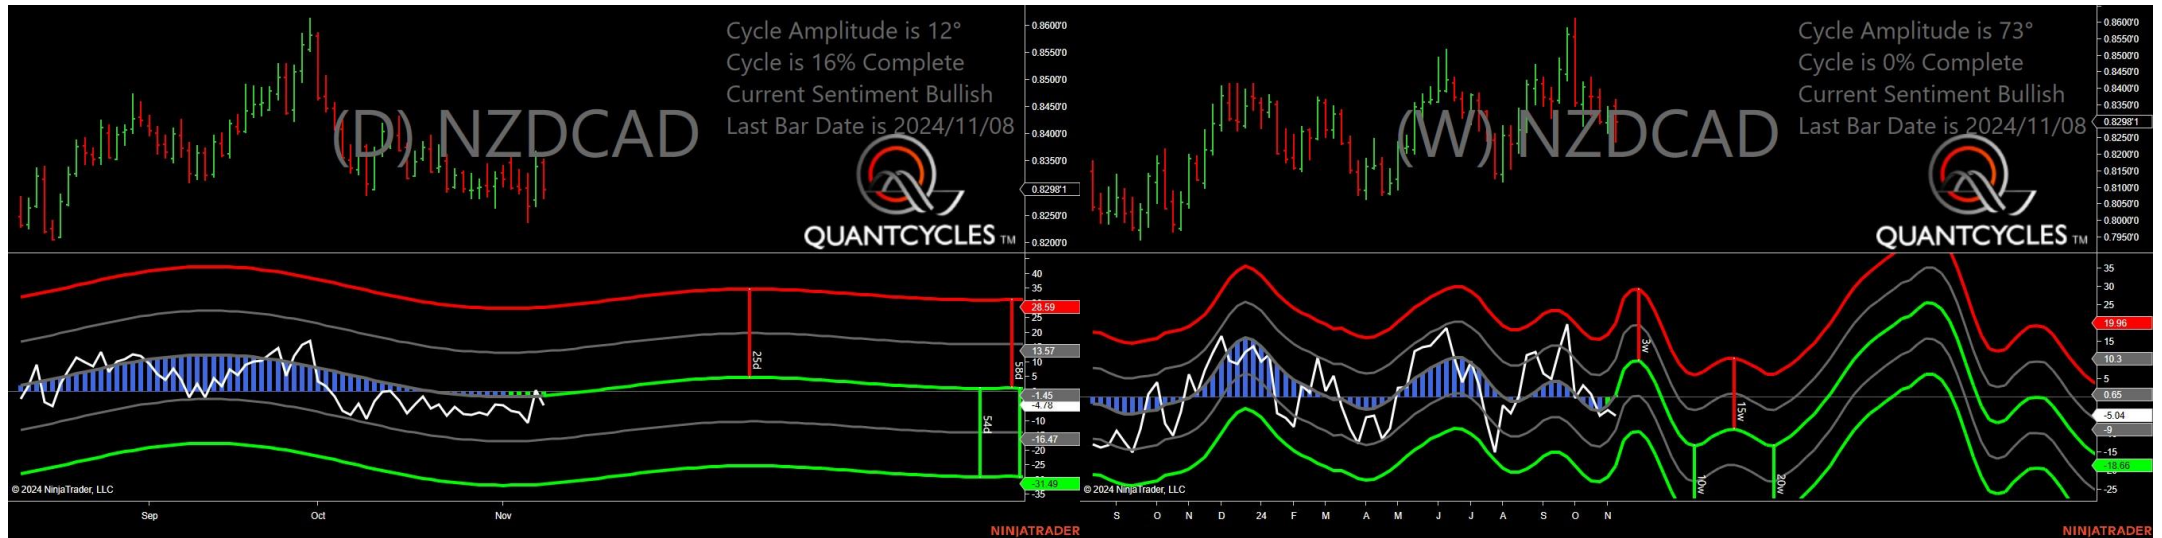 Cycle Amplitude is 12°
Cycle is 16% Complete
Current Sentiment Bullish
Last Bar Date is 2024/11/08
(D) NZDCAD
QUANTCYCLES TM
0.8600'0
0.8550'0
0.8500'0
0.8450'0
0.8400'0
0.8350'0
0.8298'1
0.8250'0
0.8200'0
40
35
28.59
25
20
13.57
10
5
-1.45
-4.78
-10
-16.47
-20
-25
-31.49
-35
25d
58d
54d
© 2024 NinjaTrader, LLC
Sep
Oct
Nov
NINJATRADER
Cycle Amplitude is 73°
Cycle is 0% Complete
Current Sentiment Bullish
Last Bar Date is 2024/11/08
(W) NZDCAD
QUANTCYCLES TM
0.8600'0
0.8550'0
0.8500'0
0.8450'0
0.8400'0
0.8350'0
0.8298'1
0.8200'0
0.8150'0
0.8100'0
0.8050'0
0.8000'0
0.7950'0
35
30
25
19.96
15
10.3
5
0.65
-5.04
-9
-15
-18.66
-25
3w
15w
10w
20w
© 2024 NinjaTrader, LLC
S
O
N
D
24
F
M
A
M
J
J
A
S
O
N
NINJATRADER